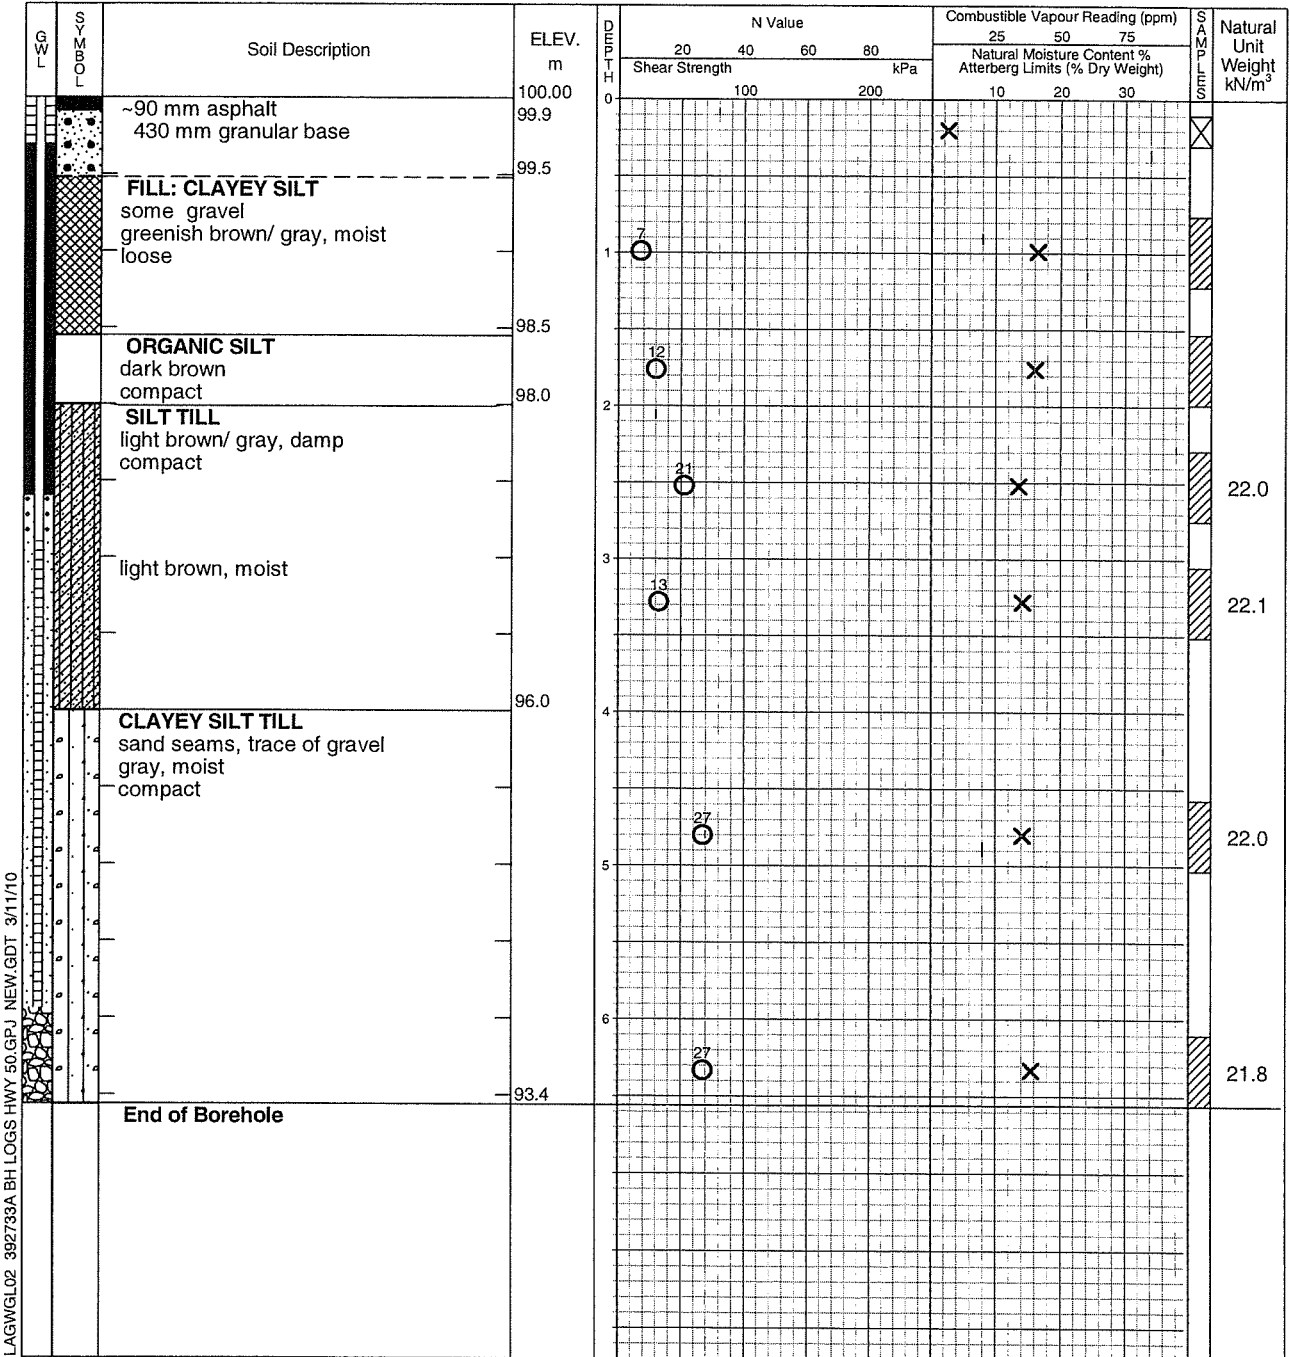 GWL
SYMBOL
Soil Description
ELEV.
m
DEPTH
N Value
20 40 60 80
Shear Strength kPa
100 200
Combustible Vapour Reading (ppm)
25 50 75
Natural Moisture Content %
Atterberg Limits (% Dry Weight)
10 20 30
SAMPLES
Natural
Unit
Weight
kN/m³
100.00
0
~90 mm asphalt
99.9
430 mm granular base
99.5
FILL: CLAYEY SILT
some gravel
greenish brown/ gray, moist
loose
7
1
98.5
ORGANIC SILT
dark brown
compact
12
98.0
2
SILT TILL
light brown/ gray, damp
compact
21
22.0
3
light brown, moist
13
22.1
96.0
4
CLAYEY SILT TILL
sand seams, trace of gravel
gray, moist
compact
27
22.0
5
6
27
21.8
93.4
End of Borehole
LAGWGL02 392733A BH LOGS HWY 50.GPJ NEW.GDT 3/11/10